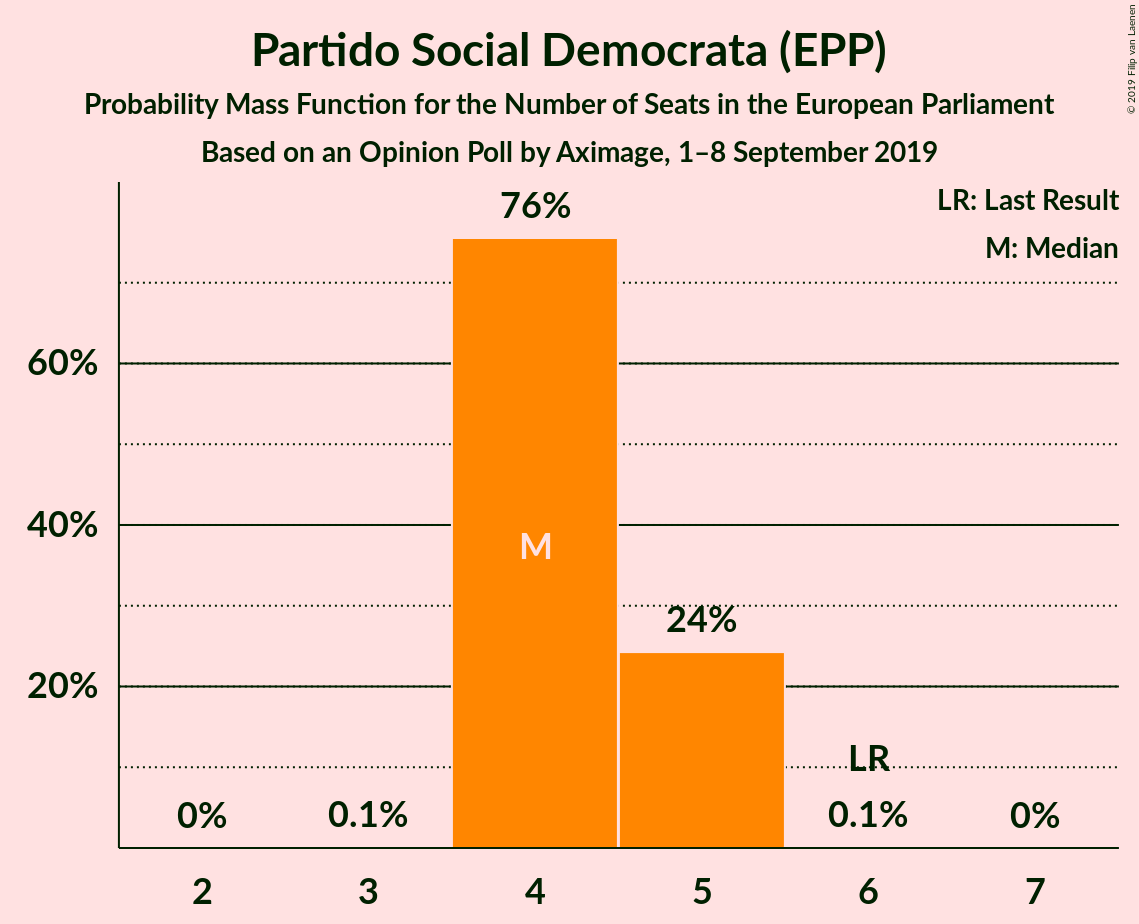 Partido Social Democrata (EPP)
Probability Mass Function for the Number of Seats in the European Parliament
Based on an Opinion Poll by Aximage, 1–8 September 2019
© 2019 Filip van Laenen
LR: Last Result
M: Median
76%
60%
40%
M
24%
20%
LR
0%
0.1%
0.1%
0%
2
3
4
5
6
7